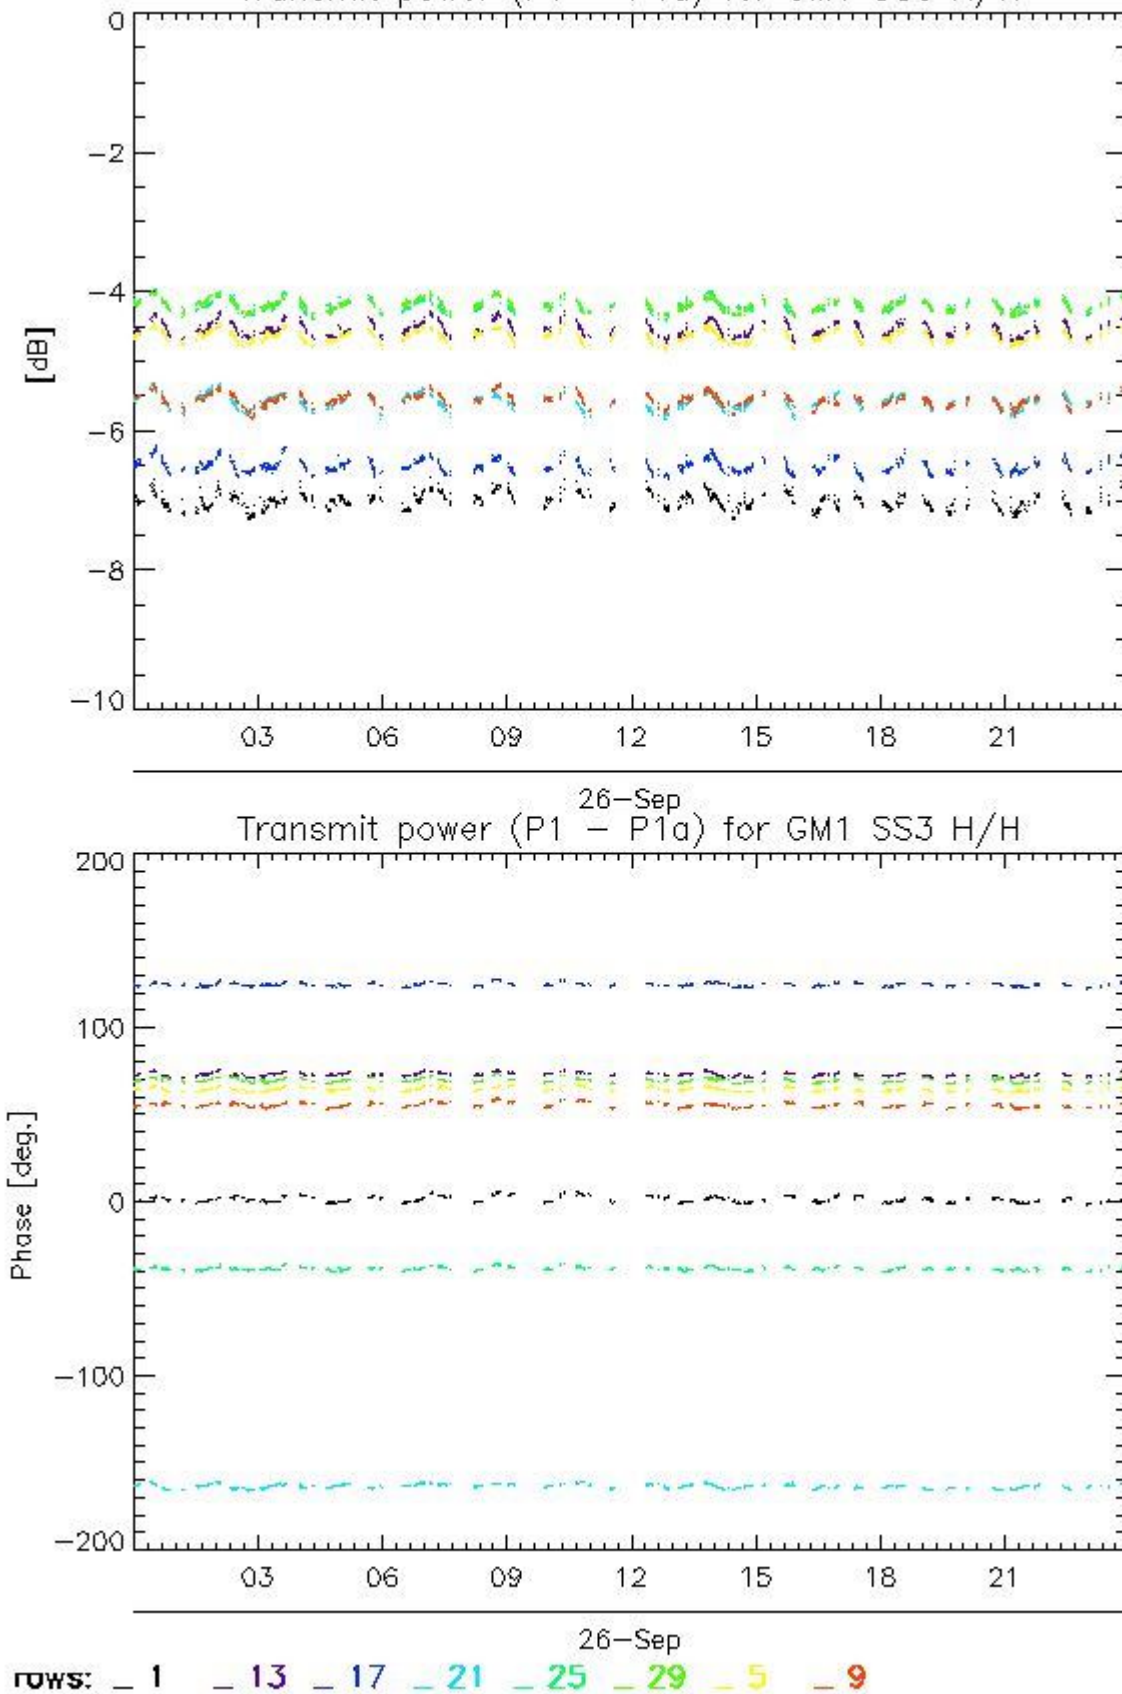 0
−2
−4
[dB]
−6
−8
−10
03 06 09 12 15 18 21
26−Sep
Transmit power (P1 − P1a) for GM1 SS3 H/H
200
100
Phase [deg.]
0
−100
−200
03 06 09 12 15 18 21
26−Sep
rows: _ 1 _ 13 _ 17 _ 21 _ 25 _ 29 _ 5 _ 9